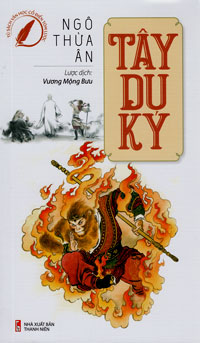 NGÔ
THỪA
ÂN
Lược dịch:
Vương Mộng Bưu
TÂY
DU
KÝ
NHÀ XUẤT BẢN
THANH NIÊN